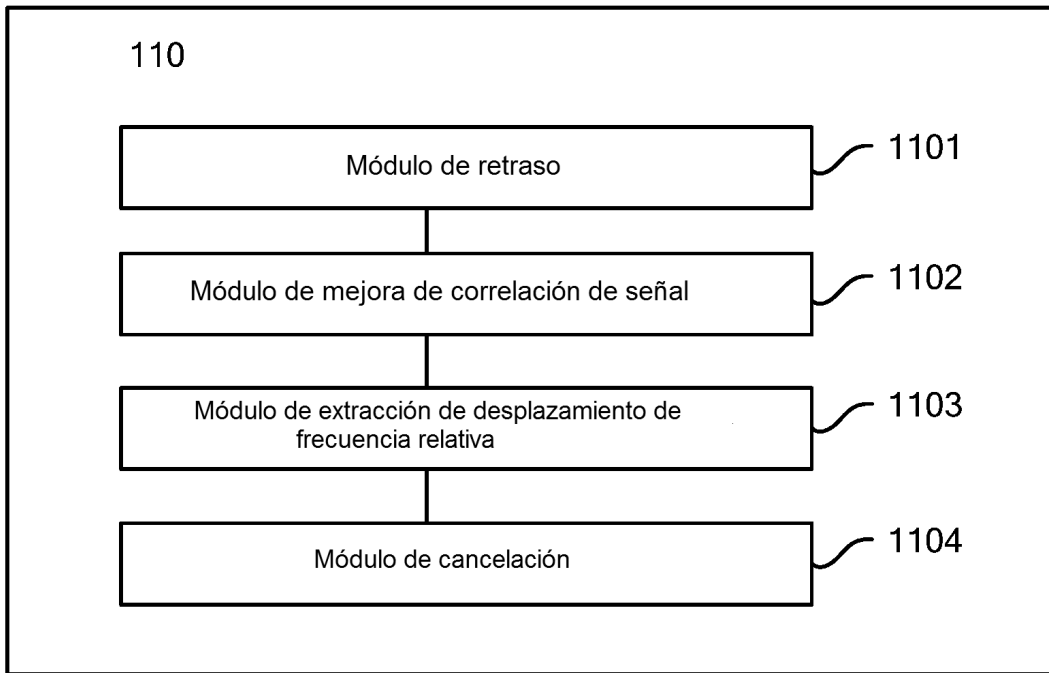 110
Módulo de retraso
1101
Módulo de mejora de correlación de señal
1102
Módulo de extracción de desplazamiento de
frecuencia relativa
1103
Módulo de cancelación
1104